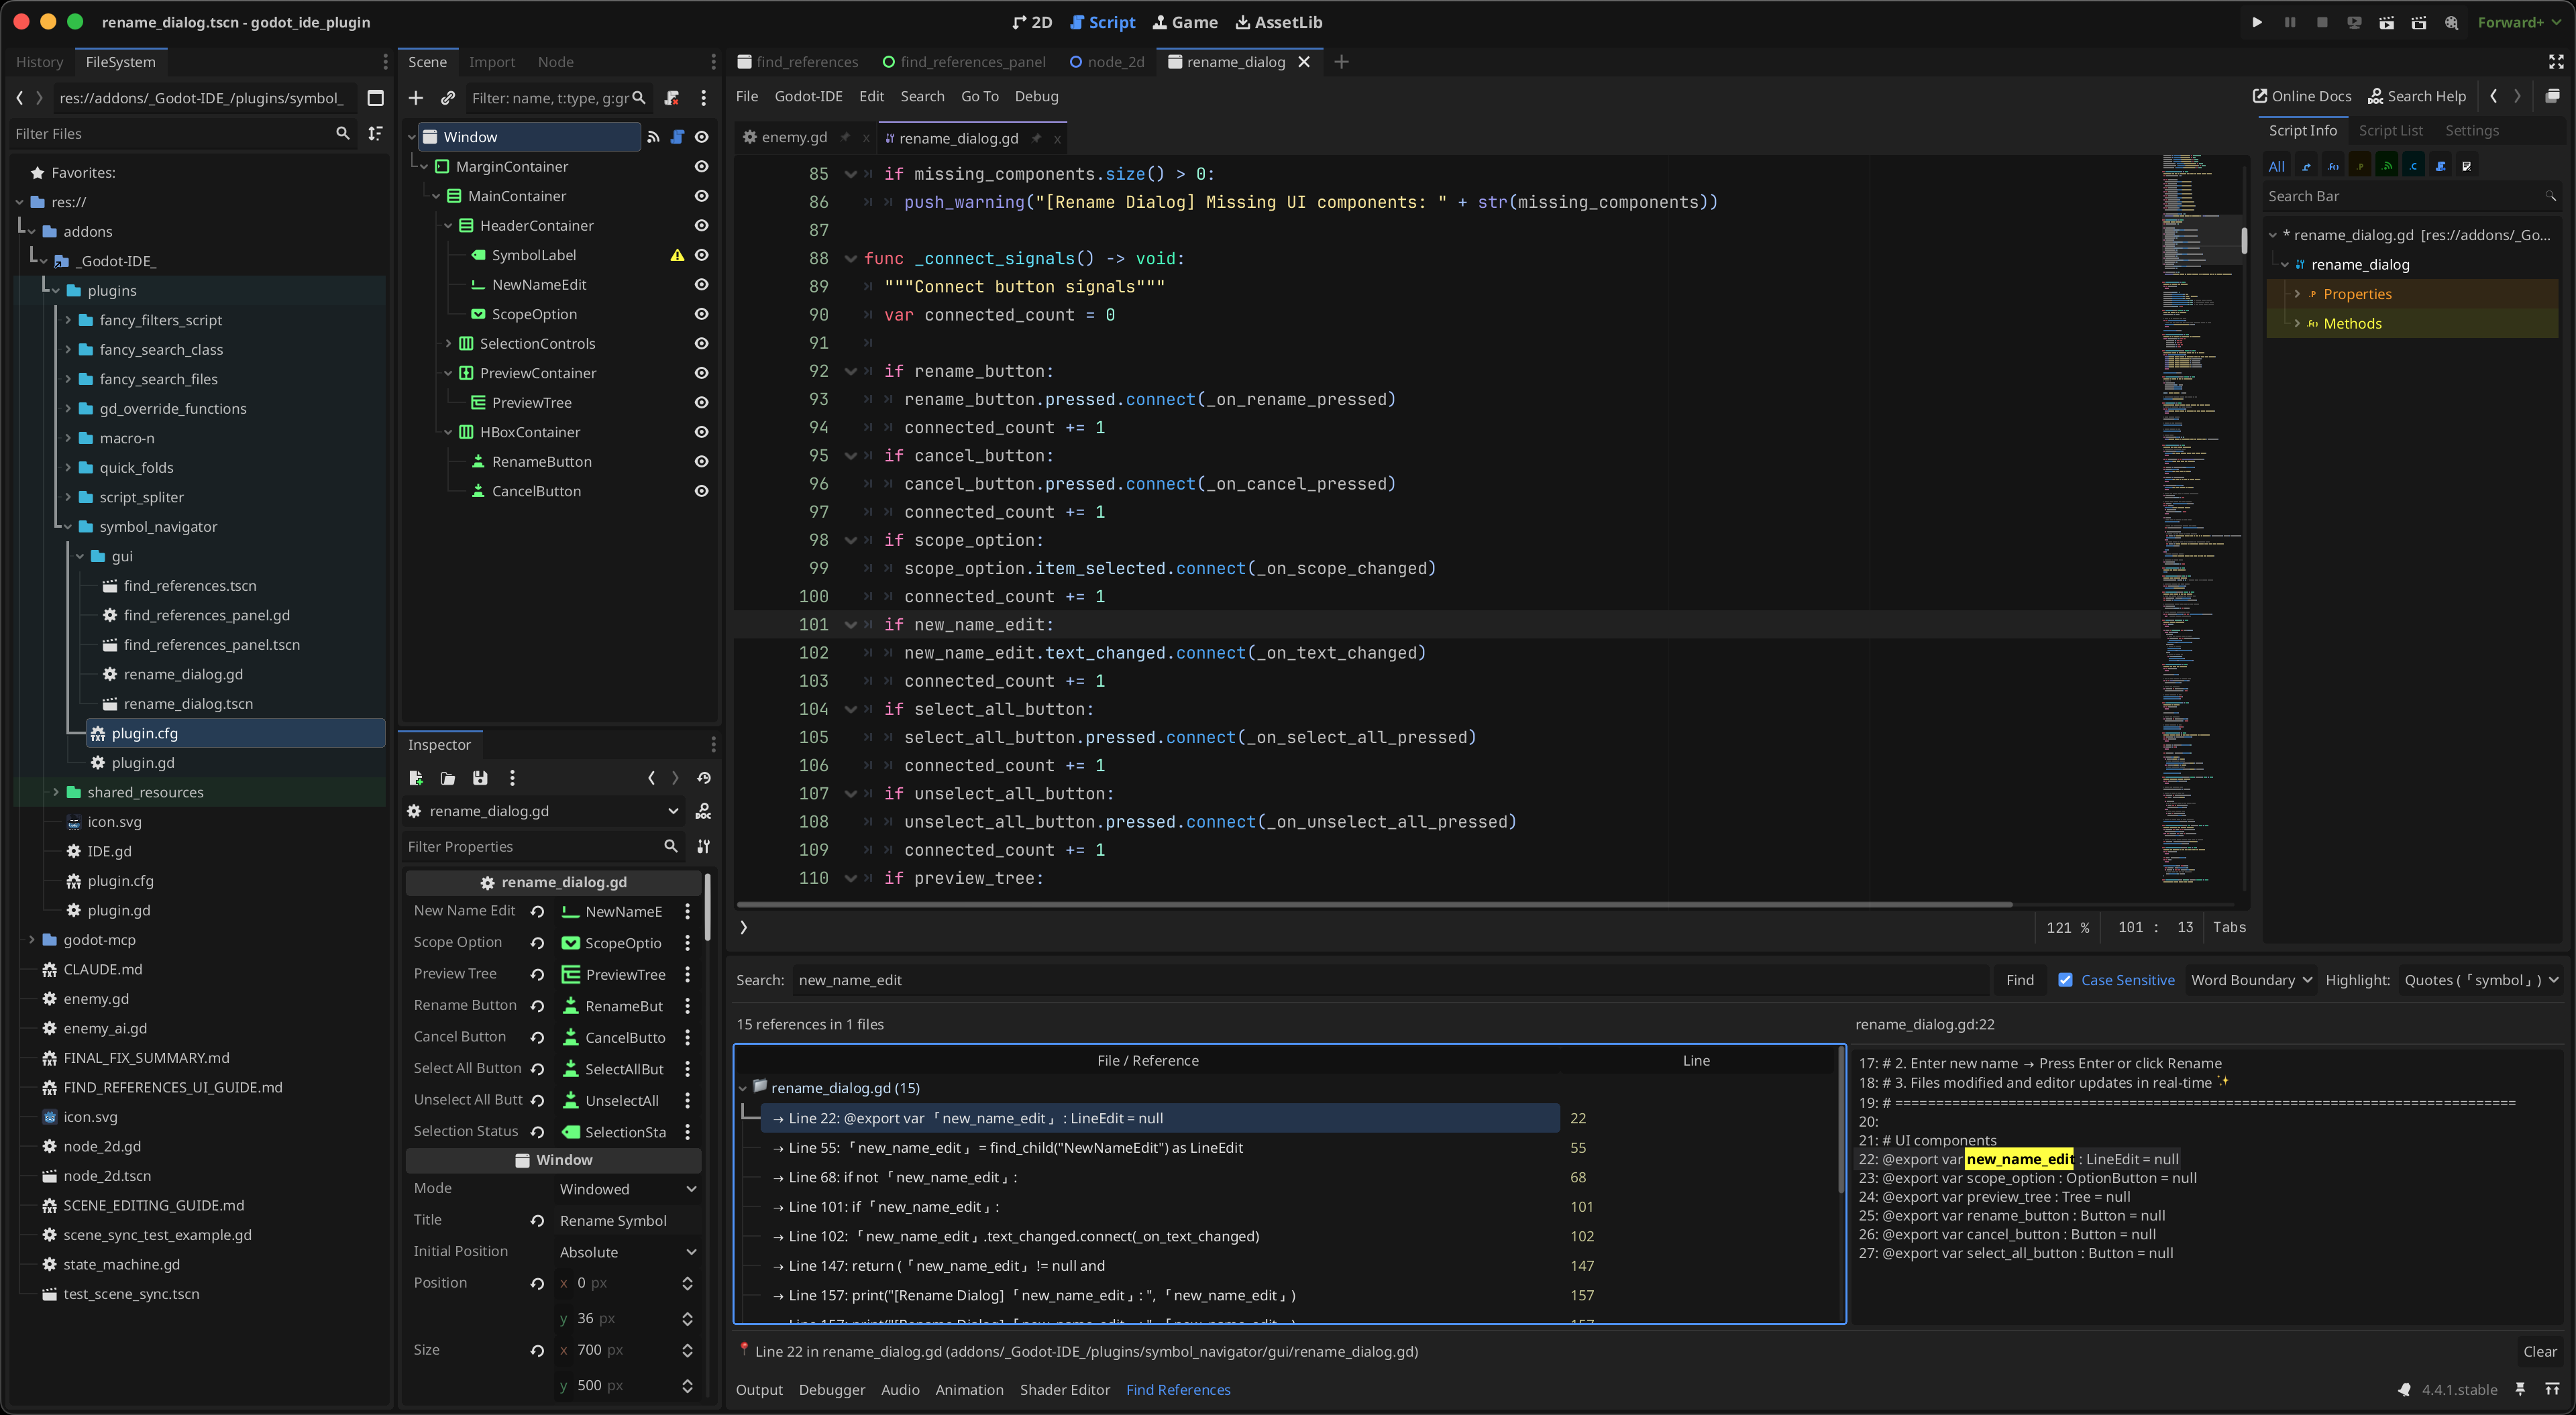 rename_dialog.tscn - godot_ide_plugin
2D Script Game AssetLib
Forward+
History FileSystem
res://addons/_Godot-IDE_/plugins/symbol_
Filter Files
Favorites:
res://
addons
_Godot-IDE_
plugins
fancy_filters_script
fancy_search_class
fancy_search_files
gd_override_functions
macro-n
quick_folds
script_spliter
symbol_navigator
gui
find_references.tscn
find_references_panel.gd
find_references_panel.tscn
rename_dialog.gd
rename_dialog.tscn
plugin.cfg
plugin.gd
shared_resources
icon.svg
IDE.gd
plugin.cfg
plugin.gd
godot-mcp
CLAUDE.md
enemy.gd
enemy_ai.gd
FINAL_FIX_SUMMARY.md
FIND_REFERENCES_UI_GUIDE.md
icon.svg
node_2d.gd
node_2d.tscn
SCENE_EDITING_GUIDE.md
scene_sync_test_example.gd
state_machine.gd
test_scene_sync.tscn
Scene Import Node
Filter: name, t:type, g:gr
Window
MarginContainer
MainContainer
HeaderContainer
SymbolLabel
NewNameEdit
ScopeOption
SelectionControls
PreviewContainer
PreviewTree
HBoxContainer
RenameButton
CancelButton
Inspector
rename_dialog.gd
Filter Properties
rename_dialog.gd
New Name Edit NewNameE
Scope Option ScopeOptio
Preview Tree PreviewTree
Rename Button RenameBut
Cancel Button CancelButto
Select All Button SelectAllBut
Unselect All Butt UnselectAll
Selection Status SelectionSta
Window
Mode Windowed
Title Rename Symbol
Initial Position Absolute
Position x 0 px
y 36 px
Size x 700 px
y 500 px
find_references find_references_panel node_2d rename_dialog
File Godot-IDE Edit Search Go To Debug
Online Docs Search Help
enemy.gd x rename_dialog.gd x
85 if missing_components.size() > 0:
86 push_warning("[Rename Dialog] Missing UI components: " + str(missing_components))
87
88 func _connect_signals() -> void:
89 """Connect button signals"""
90 var connected_count = 0
91
92 if rename_button:
93 rename_button.pressed.connect(_on_rename_pressed)
94 connected_count += 1
95 if cancel_button:
96 cancel_button.pressed.connect(_on_cancel_pressed)
97 connected_count += 1
98 if scope_option:
99 scope_option.item_selected.connect(_on_scope_changed)
100 connected_count += 1
101 if new_name_edit:
102 new_name_edit.text_changed.connect(_on_text_changed)
103 connected_count += 1
104 if select_all_button:
105 select_all_button.pressed.connect(_on_select_all_pressed)
106 connected_count += 1
107 if unselect_all_button:
108 unselect_all_button.pressed.connect(_on_unselect_all_pressed)
109 connected_count += 1
110 if preview_tree:
121 % 101 : 13 Tabs
Script Info Script List Settings
All
Search Bar
* rename_dialog.gd [res://addons/_Go...
rename_dialog
Properties
Methods
Search: new_name_edit Find Case Sensitive Word Boundary Highlight: Quotes (「symbol」)
15 references in 1 files
File / Reference Line
rename_dialog.gd (15)
→ Line 22: @export var「new_name_edit」: LineEdit = null 22
→ Line 55:「new_name_edit」 = find_child("NewNameEdit") as LineEdit 55
→ Line 68: if not「new_name_edit」: 68
→ Line 101: if「new_name_edit」: 101
→ Line 102:「new_name_edit」.text_changed.connect(_on_text_changed) 102
→ Line 147: return (「new_name_edit」!= null and 147
→ Line 157: print("[Rename Dialog]「new_name_edit」: ",「new_name_edit」) 157
→ Line 157: print("[Rename Dialog]「new_name_edit」: ",「new_name_edit」) 157
rename_dialog.gd:22
17: # 2. Enter new name → Press Enter or click Rename
18: # 3. Files modified and editor updates in real-time ✨
19: # ============================================================================
20:
21: # UI components
22: @export var new_name_edit : LineEdit = null
23: @export var scope_option : OptionButton = null
24: @export var preview_tree : Tree = null
25: @export var rename_button : Button = null
26: @export var cancel_button : Button = null
27: @export var select_all_button : Button = null
📍 Line 22 in rename_dialog.gd (addons/_Godot-IDE_/plugins/symbol_navigator/gui/rename_dialog.gd) Clear
Output Debugger Audio Animation Shader Editor Find References 4.4.1.stable